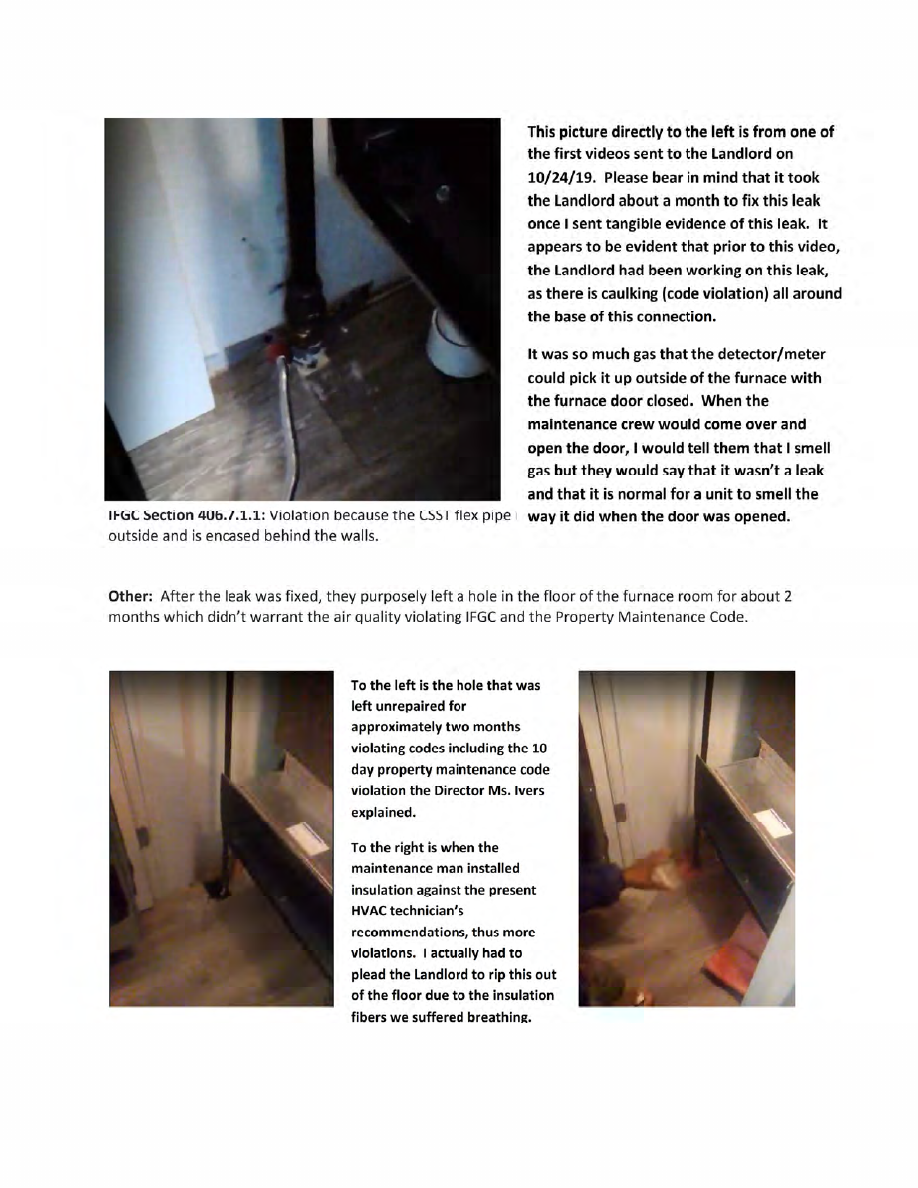 This picture directly to the left is from one of
the first videos sent to the Landlord on
10/24/19. Please bear in mind that it took
the Landlord about a month to fix this leak
once I sent tangible evidence of this leak. It
appears to be evident that prior to this video,
the Landlord had been working on this leak,
as there is caulking (code violation) all around
the base of this connection.
It was so much gas that the detector/meter
could pick it up outside of the furnace with
the furnace door closed. When the
maintenance crew would come over and
open the door, I would tell them that I smell
gas but they would say that it wasn't a leak
and that it is normal for a unit to smell the
way it did when the door was opened.
IFGC Section 406.7.1.1: Violation because the CSST flex pipe
outside and is encased behind the walls.
Other: After the leak was fixed, they purposely left a hole in the floor of the furnace room for about 2
months which didn't warrant the air quality violating IFGC and the Property Maintenance Code.
To the left is the hole that was
left unrepaired for
approximately two months
violating codes including the 10
day property maintenance code
violation the Director Ms. Ivers
explained.
To the right is when the
maintenance man installed
insulation against the present
HVAC technician's
recommendations, thus more
violations. I actually had to
plead the Landlord to rip this out
of the floor due to the insulation
fibers we suffered breathing.